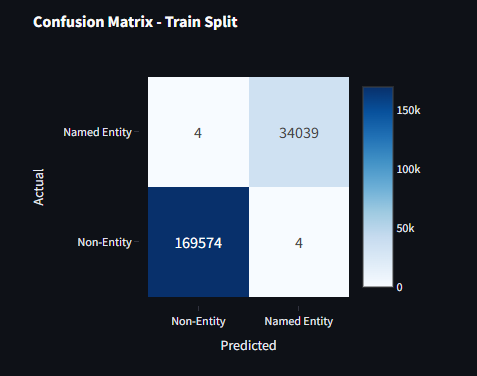 Confusion Matrix - Train Split
Actual
Named Entity
4
34039
Non-Entity
169574
4
Non-Entity
Named Entity
Predicted
150k
100k
50k
0